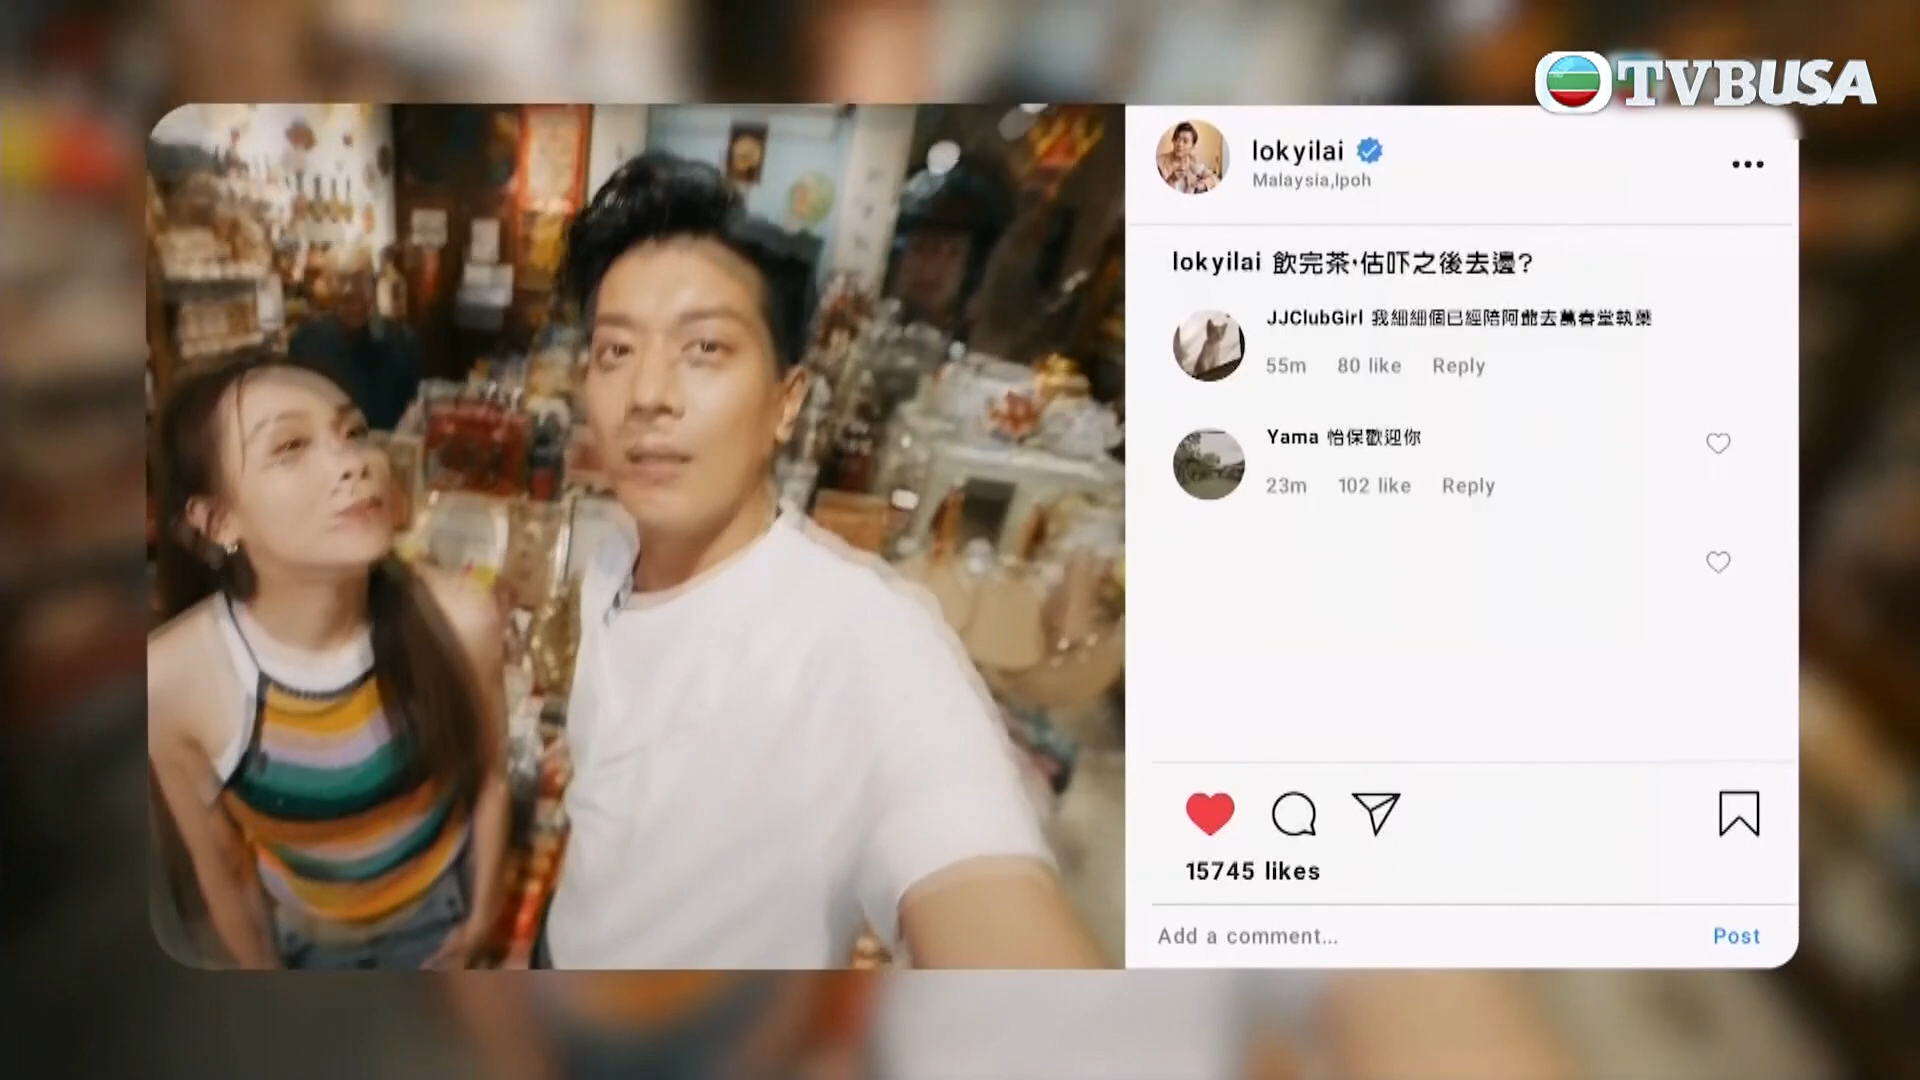 TVBUSA
lokyilai
Malaysia,Ipoh
lokyilai 飲完茶,估吓之後去邊?
JJClubGirl 我細細個已經陪阿爺去萬春堂執藥
55m 80 like Reply
Yama 怡保歡迎你
23m 102 like Reply
15745 likes
Add a comment... Post